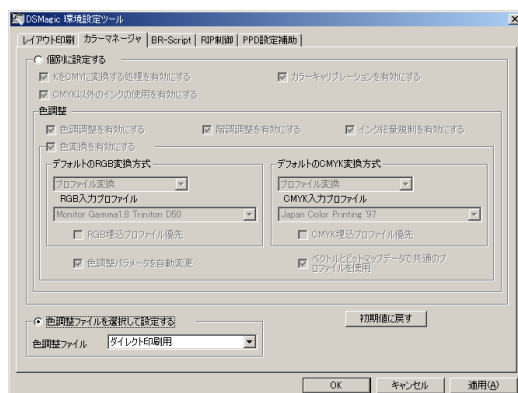 DSMagic 環境設定ツール
レイアウト印刷 カラーマネージャ BR-Script RIP制御 PPD設定補助
個別に設定する
KをCMYに変換する処理を有効にする カラーキャリブレーションを有効にする
CMYK以外のインクの使用を有効にする
色調整
色調調整を有効にする 階調調整を有効にする インク総量規制を有効にする
色変換を有効にする
デフォルトのRGB変換方式 デフォルトのCMYK変換方式
プロファイル変換 プロファイル変換
RGB入力プロファイル CMYK入力プロファイル
Monitor Gamma1.8 Triniton D50 Japan Color Printing '97
RGB埋込プロファイル優先 CMYK埋込プロファイル優先
色調整パラメータを自動変更 ベクトルとビットマップデータで共通のプ
ロファイルを使用
色調整ファイルを選択して設定する 初期値に戻す
色調整ファイル ダイレクト印刷用
OK キャンセル 適用(A)